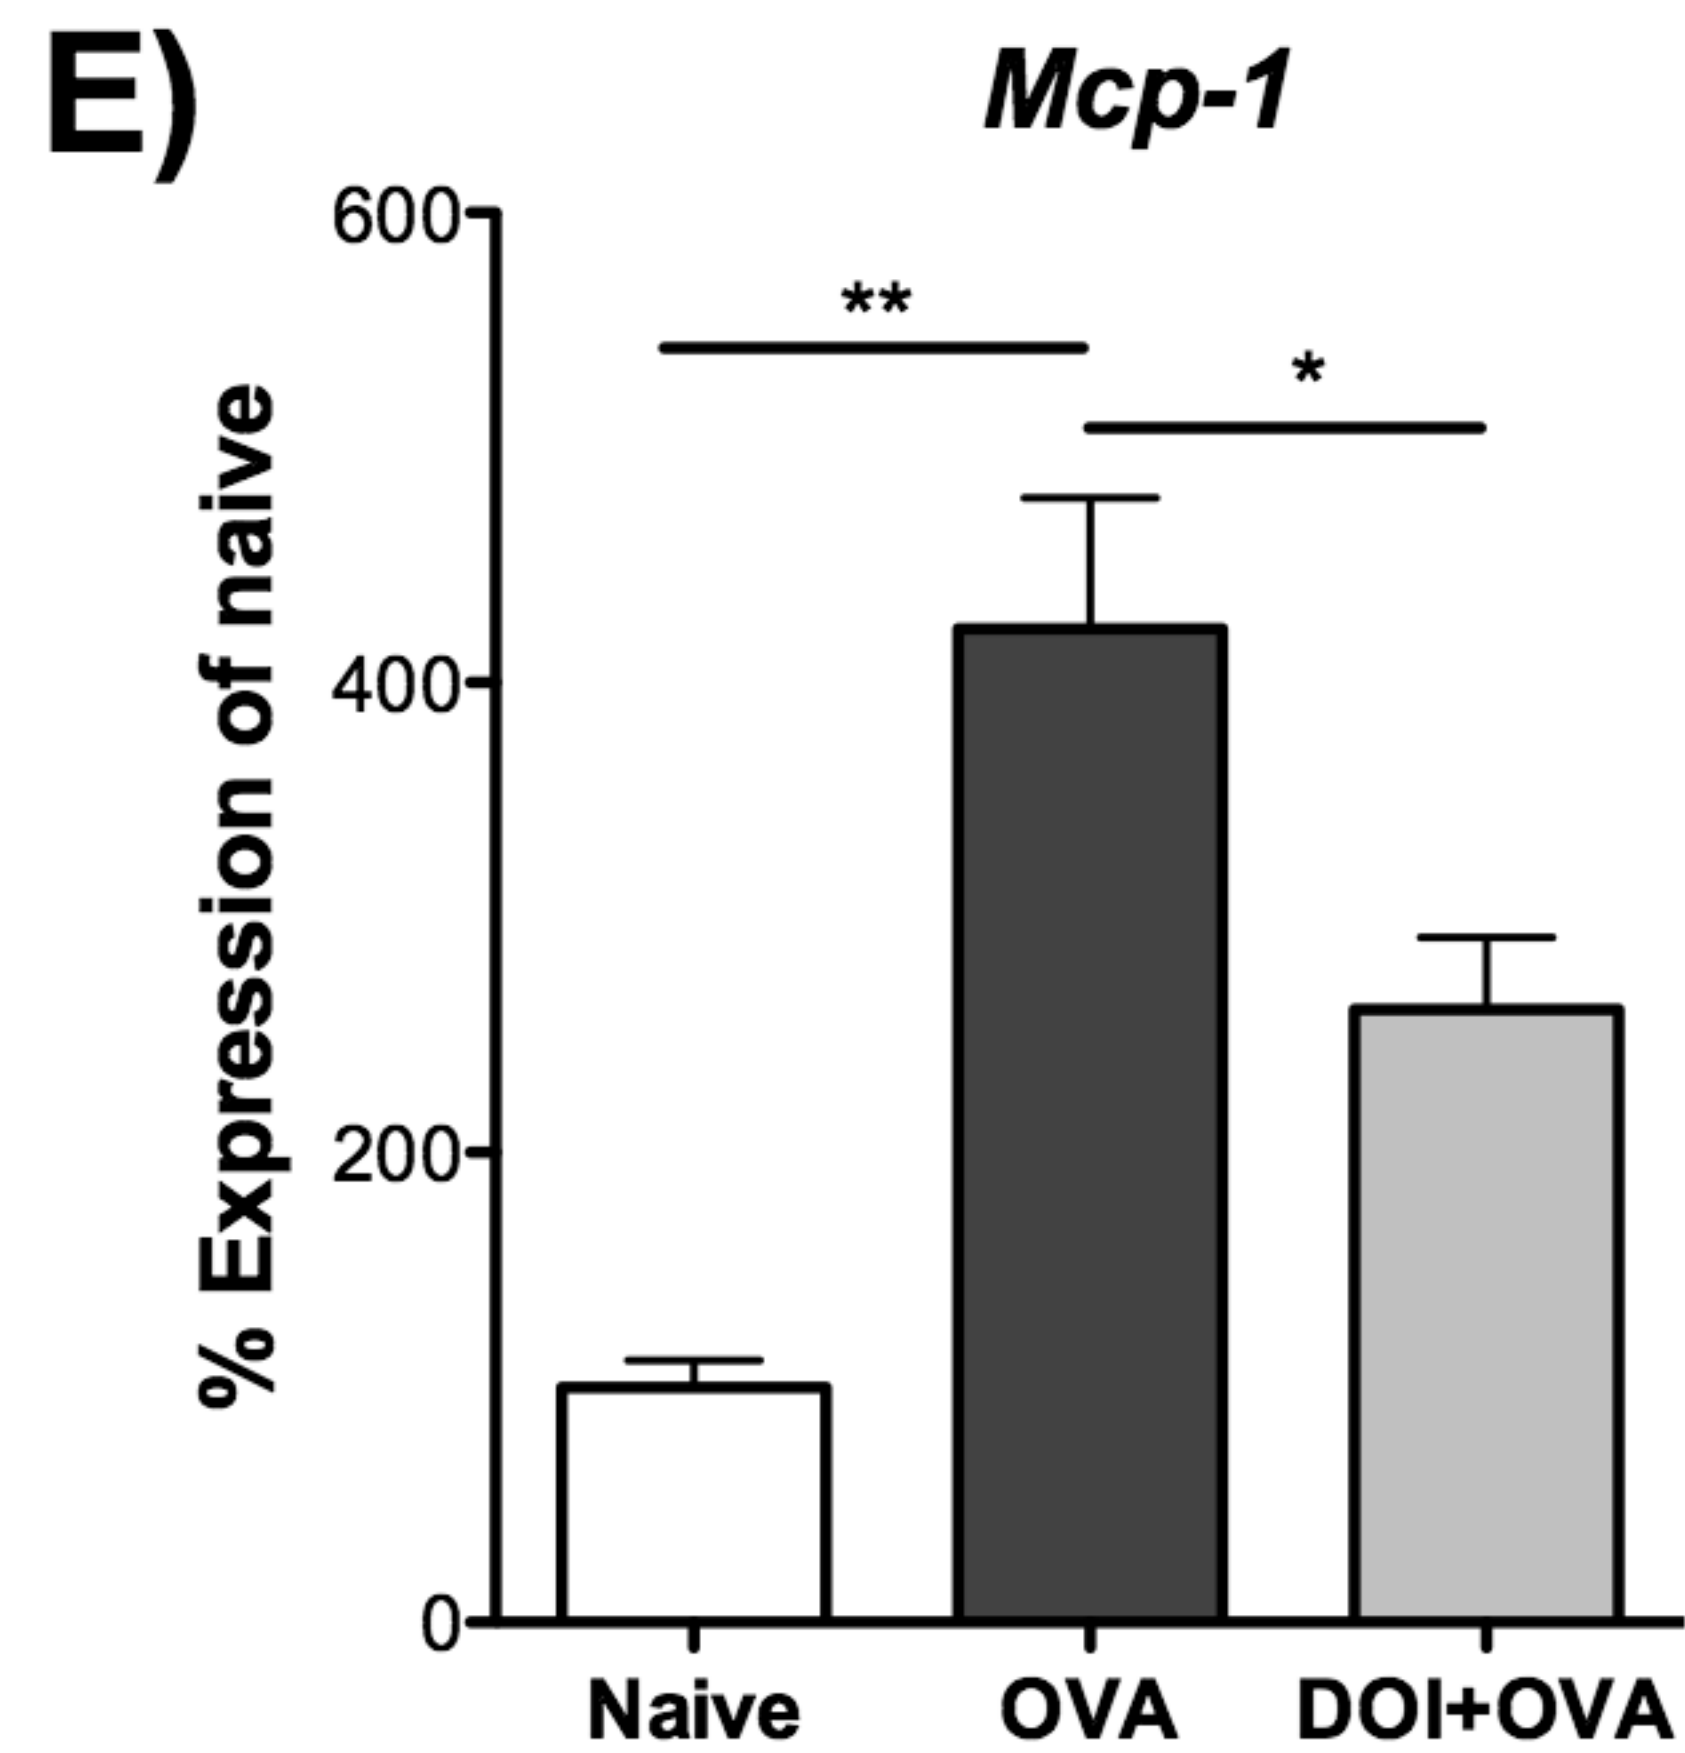 E)
Mcp-1
% Expression of naive
600
400
200
0
**
*
Naive
OVA
DOI+OVA